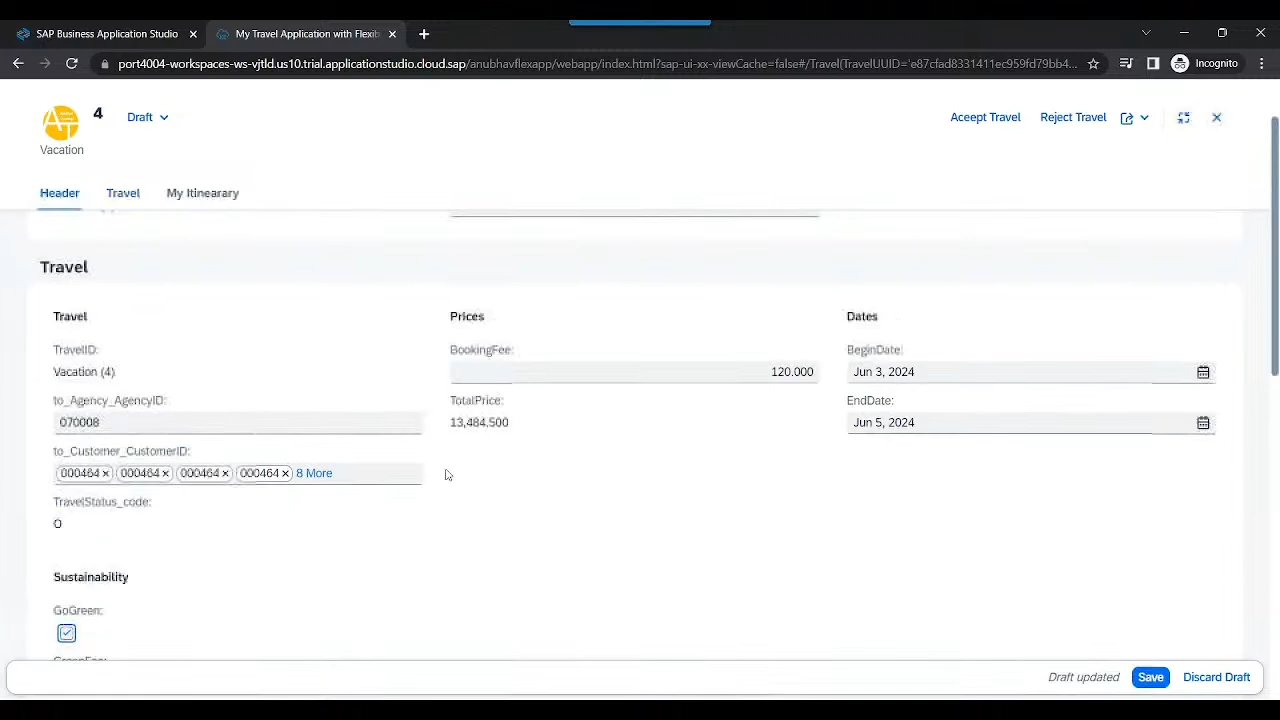 SAP Business Application Studio
My Travel Application with Flexib
port4004-workspaces-ws-vjtld.us10.trial.applicationstudio.cloud.sap/anubhavflexapp/webapp/index.html?sap-ui-xx-viewCache=false#/Travel(TravelUUID='e87cfad8331411ec959fd79bb4...
Incognito
AT
4
Draft
Vacation
Aceept Travel
Reject Travel
Header
Travel
My Itinearary
Travel
Travel
Prices
Dates
TravelID:
BookingFee:
BeginDate:
Vacation (4)
120.000
Jun 3, 2024
to_Agency_AgencyID:
TotalPrice:
EndDate:
070008
13,484.500
Jun 5, 2024
to_Customer_CustomerID:
000464 × 000464 × 000464 × 000464 × 8 More
TravelStatus_code:
O
Sustainability
GoGreen:
Draft updated
Save
Discard Draft